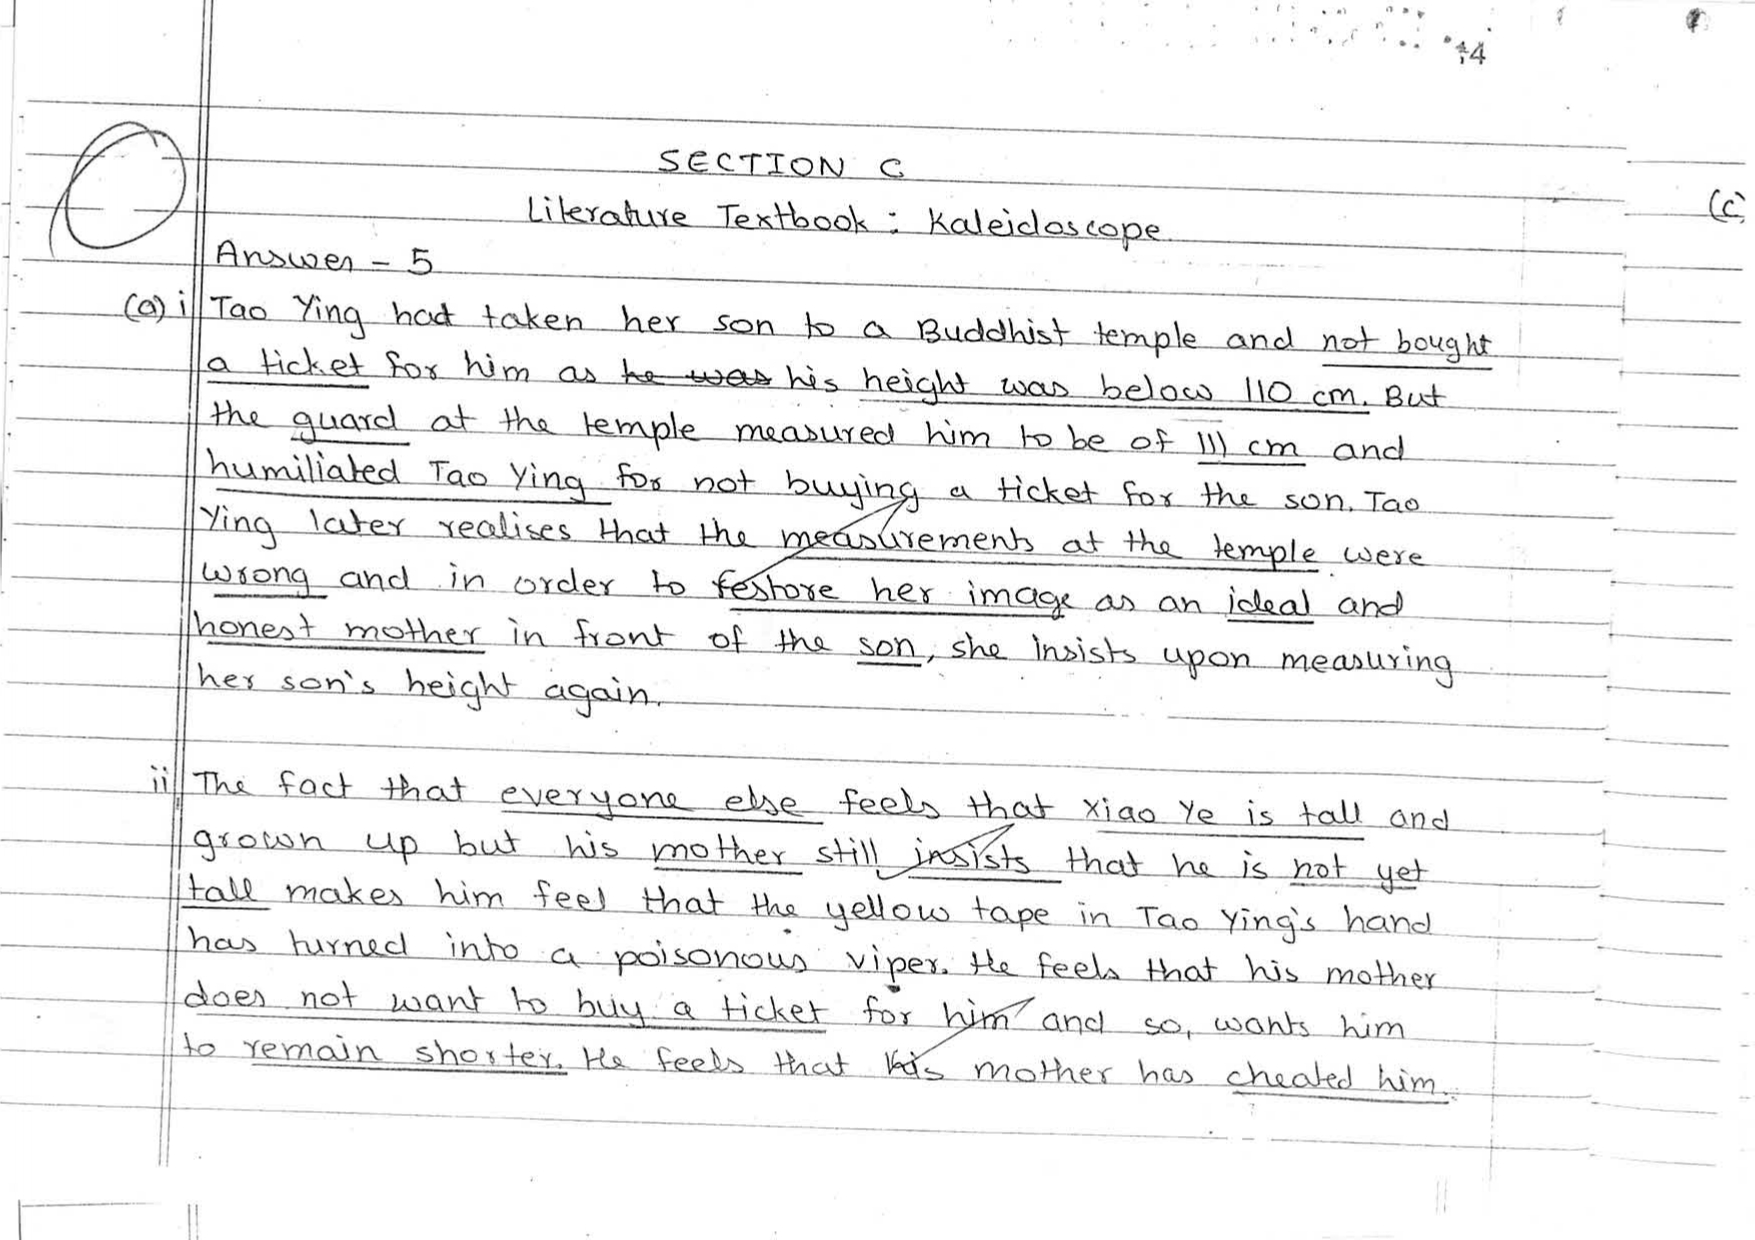 14
SECTION C
Literature Textbook : Kaleidoscope
(c)
Answer - 5
(a) i Tao Ying had taken her son to a Buddhist temple and not bought
a ticket for him as he was his height was below 110 cm. But
the guard at the temple measured him to be of 111 cm and
humiliated Tao Ying for not buying a ticket for the son. Tao
Ying later realises that the measurements at the temple were
wrong and in order to restore her image as an ideal and
honest mother in front of the son, she insists upon measuring
her son's height again.
ii The fact that everyone else feels that Xiao Ye is tall and
grown up but his mother still insists that he is not yet
tall makes him feel that the yellow tape in Tao Ying's hand
has turned into a poisonous viper. He feels that his mother
does not want to buy a ticket for him and so, wants him
to remain shorter. He feels that his mother has cheated him.